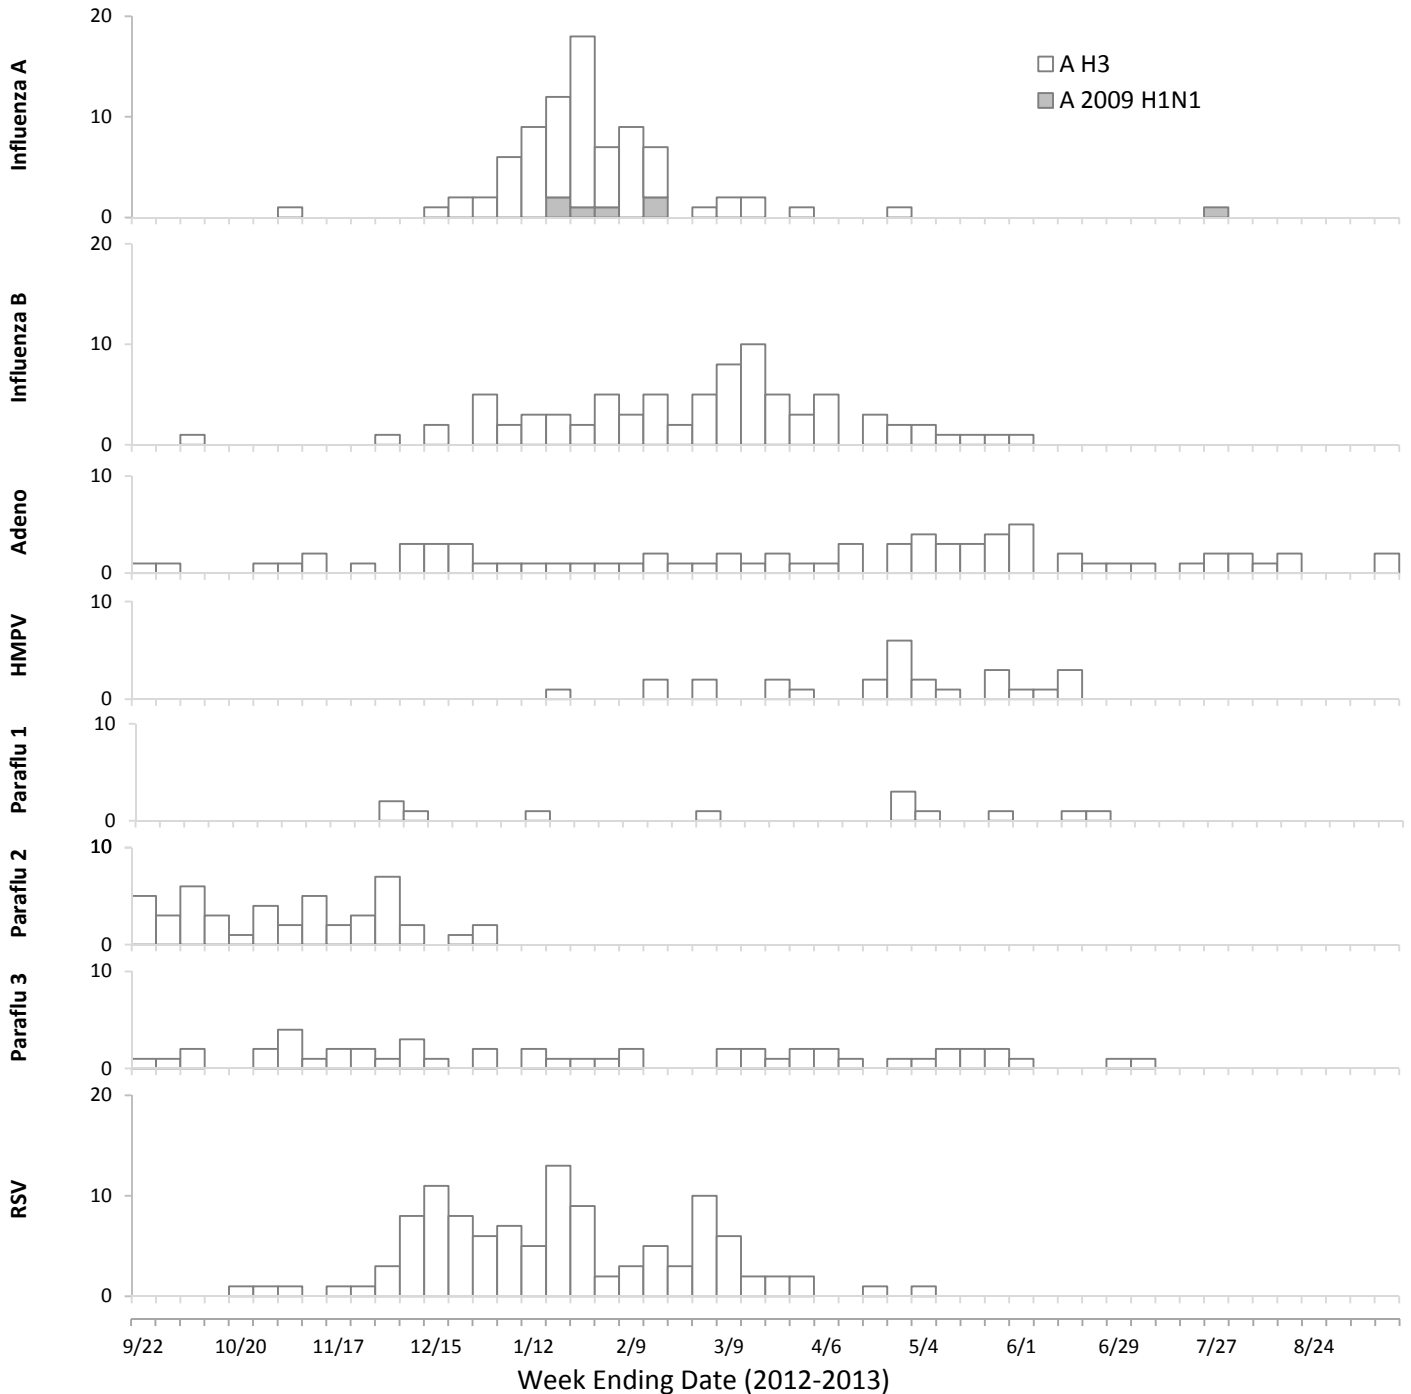 20
10
0
Influenza A
A H3
A 2009 H1N1
20
10
0
Influenza B
10
0
Adeno
10
0
HMPV
10
0
Paraflu 1
10
0
Paraflu 2
10
0
Paraflu 3
20
10
0
RSV
9/22 10/20 11/17 12/15 1/12 2/9 3/9 4/6 5/4 6/1 6/29 7/27 8/24
Week Ending Date (2012-2013)